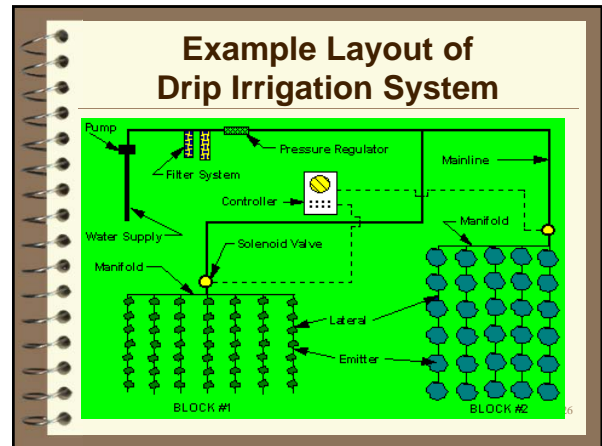 Example Layout of
Drip Irrigation System
Pump
Pressure Regulator
Mainline
Filter System
Controller
Manifold
Water Supply
Solenoid Valve
Manifold
Lateral
Emitter
BLOCK #1
BLOCK #2